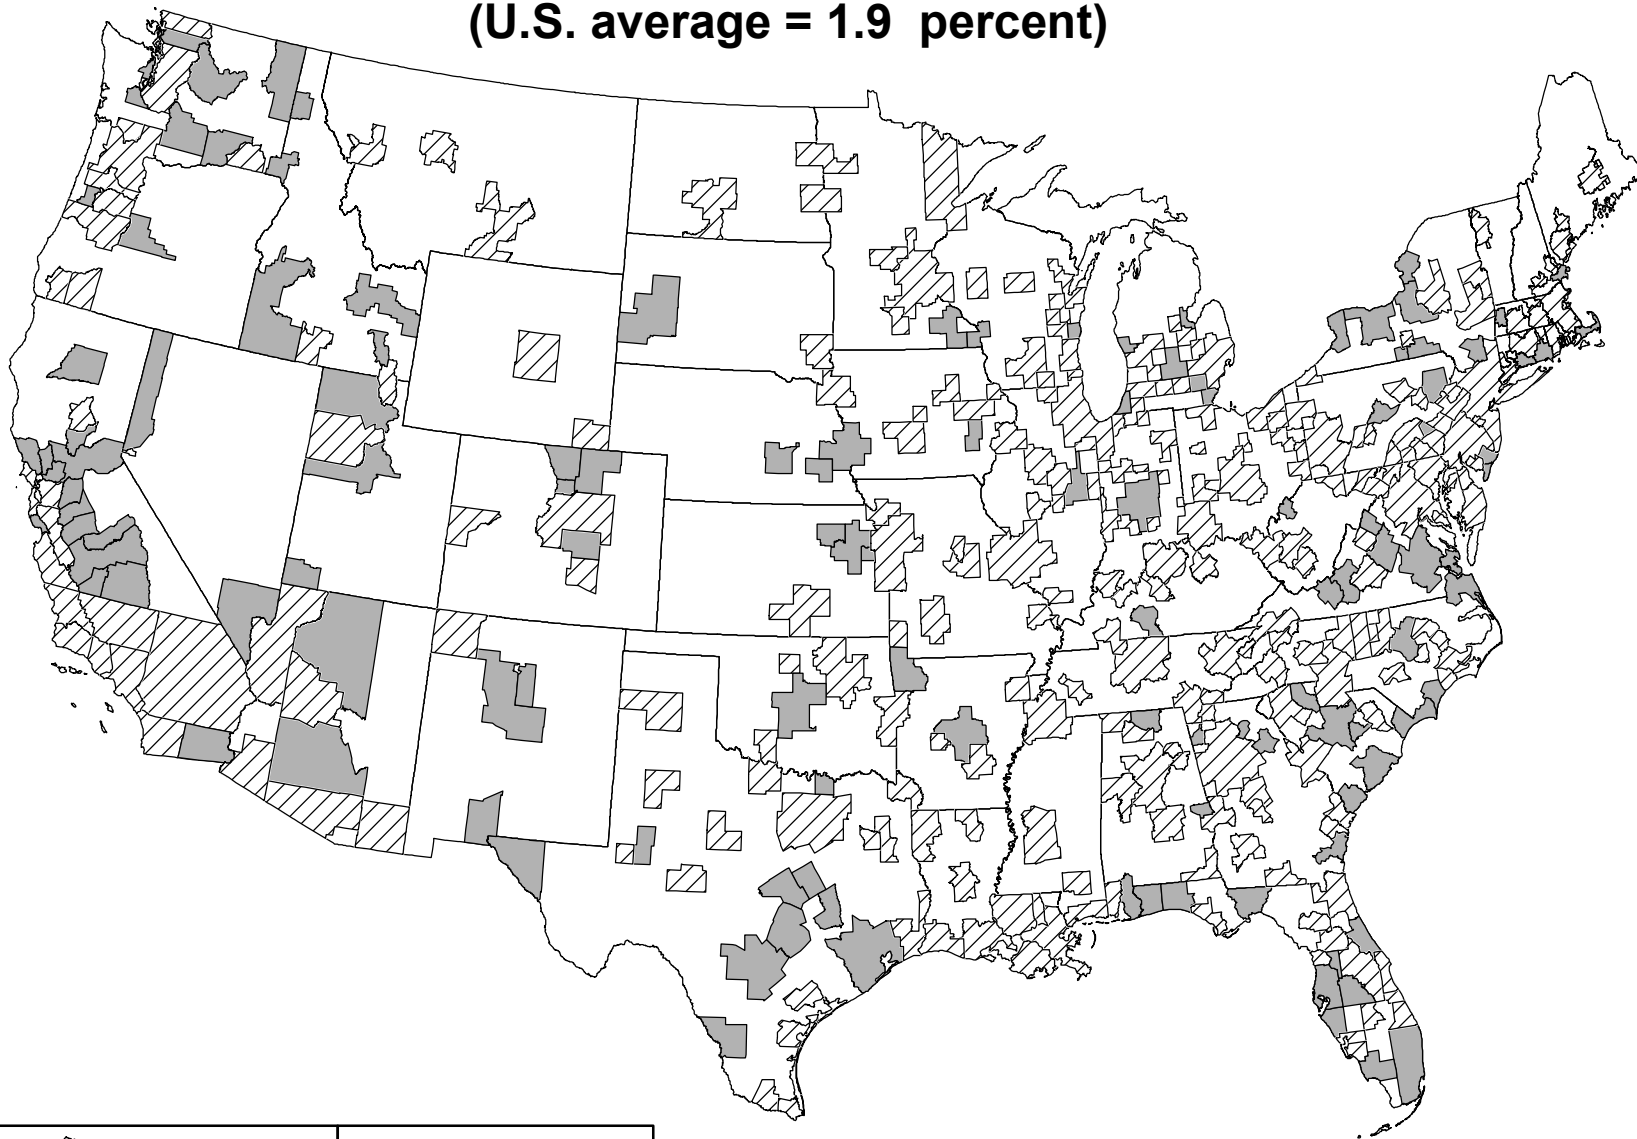 (U.S. average = 1.9 percent)